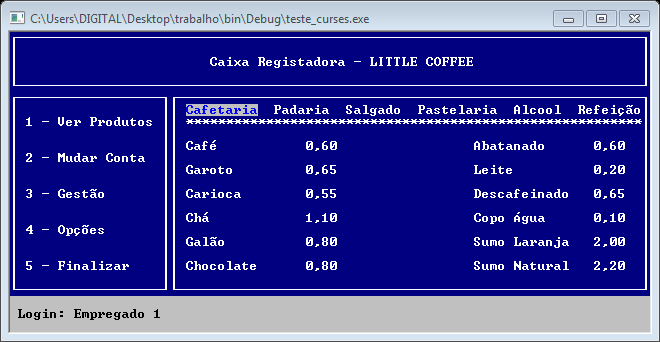 C:\Users\DIGITAL\Desktop\trabalho\bin\Debug\teste_curses.exe
Caixa Registadora - LITTLE COFFEE
1 - Ver Produtos
2 - Mudar Conta
3 - Gestão
4 - Opções
5 - Finalizar
Cafetaria Padaria Salgado Pastelaria Alcool Refeição
*********************************************************
Café 0,60 Abatanado 0,60
Garoto 0,65 Leite 0,20
Carioca 0,55 Descafeinado 0,65
Chá 1,10 Copo água 0,10
Galão 0,80 Sumo Laranja 2,00
Chocolate 0,80 Sumo Natural 2,20
Login: Empregado 1